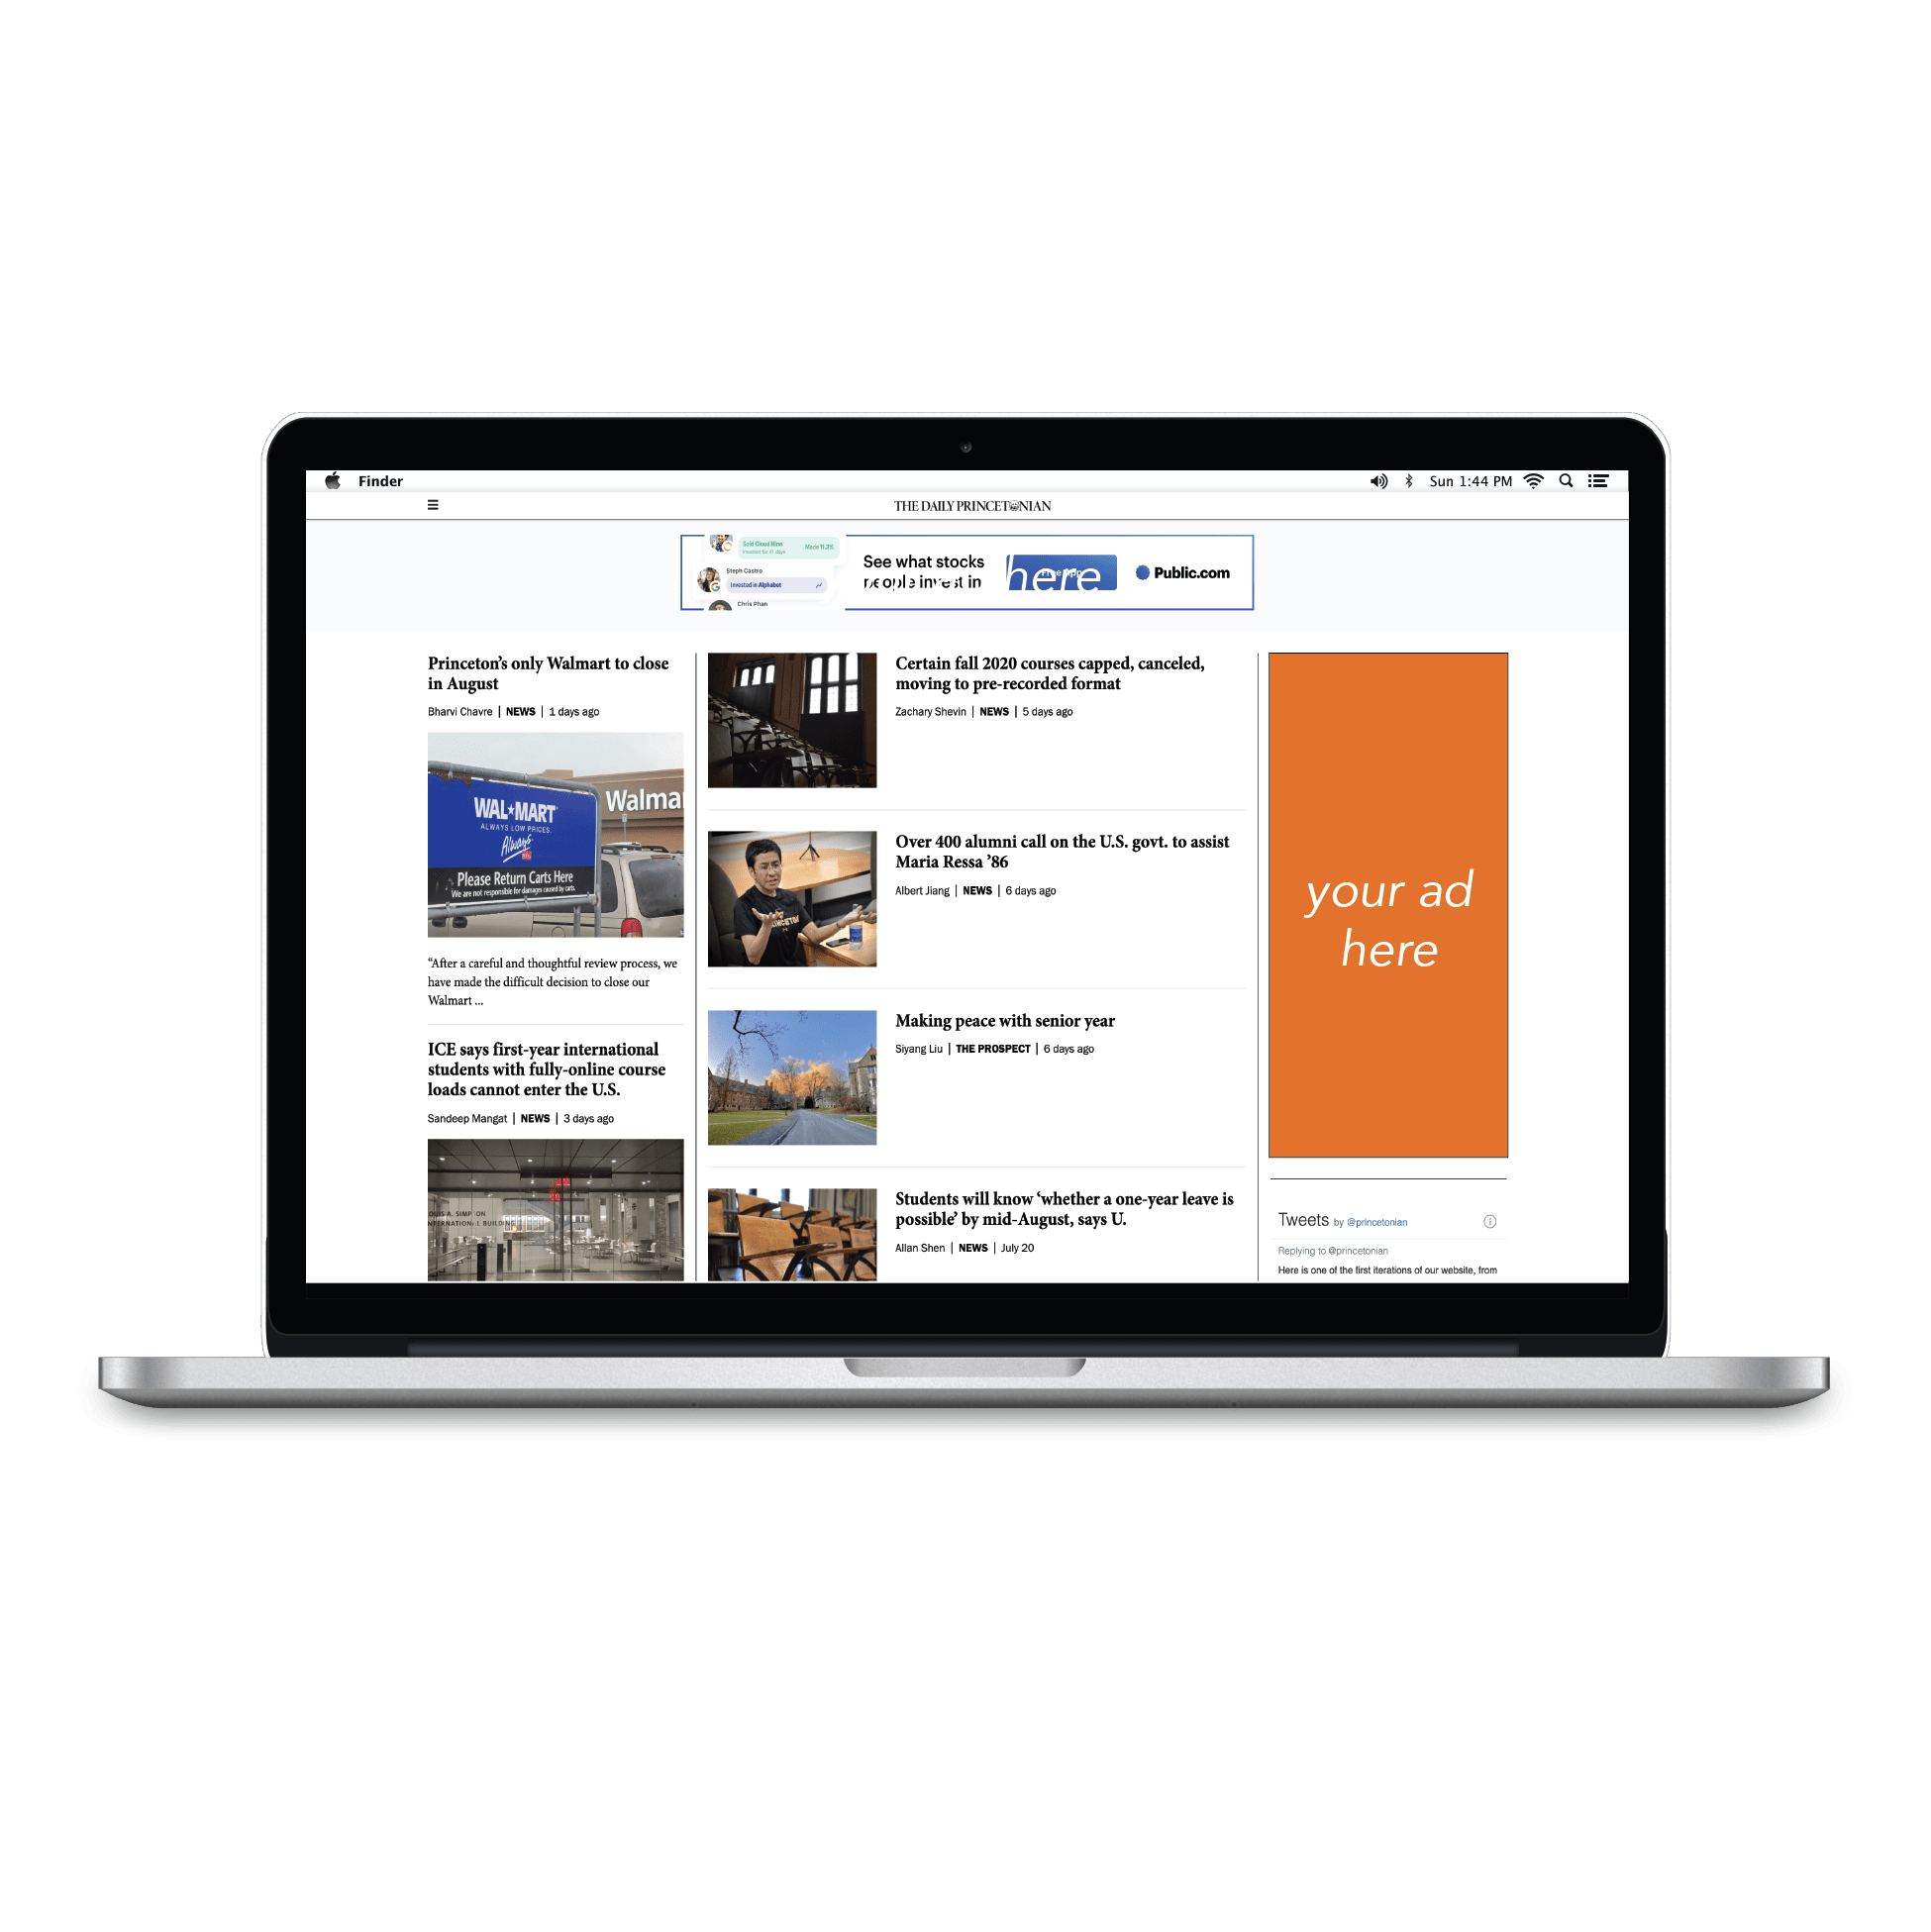 Finder
Sun 1:44 PM
THE DAILY PRINCETONIAN
Sold Cloud Wine
Invested for 47 days
Made 11.3%
Steph Castro
Invested in Alphabet
Chris Phan
See what stocks
people invest in
here
Public.com
Princeton’s only Walmart to close
in August
Bharvi Chavre | NEWS | 1 days ago
WAL★MART
ALWAYS LOW PRICES.
Always
Please Return Carts Here
We are not responsible for damages caused by carts.
Walma
“After a careful and thoughtful review process, we
have made the difficult decision to close our
Walmart ...
ICE says first-year international
students with fully-online course
loads cannot enter the U.S.
Sandeep Mangat | NEWS | 3 days ago
BUILDING
Certain fall 2020 courses capped, canceled,
moving to pre-recorded format
Zachary Shevin | NEWS | 5 days ago
Over 400 alumni call on the U.S. govt. to assist
Maria Ressa ’86
Albert Jiang | NEWS | 6 days ago
Making peace with senior year
Siyang Liu | THE PROSPECT | 6 days ago
Students will know ‘whether a one-year leave is
possible’ by mid-August, says U.
Allan Shen | NEWS | July 20
your ad
here
Tweets by @princetonian
Replying to @princetonian
Here is one of the first iterations of our website, from